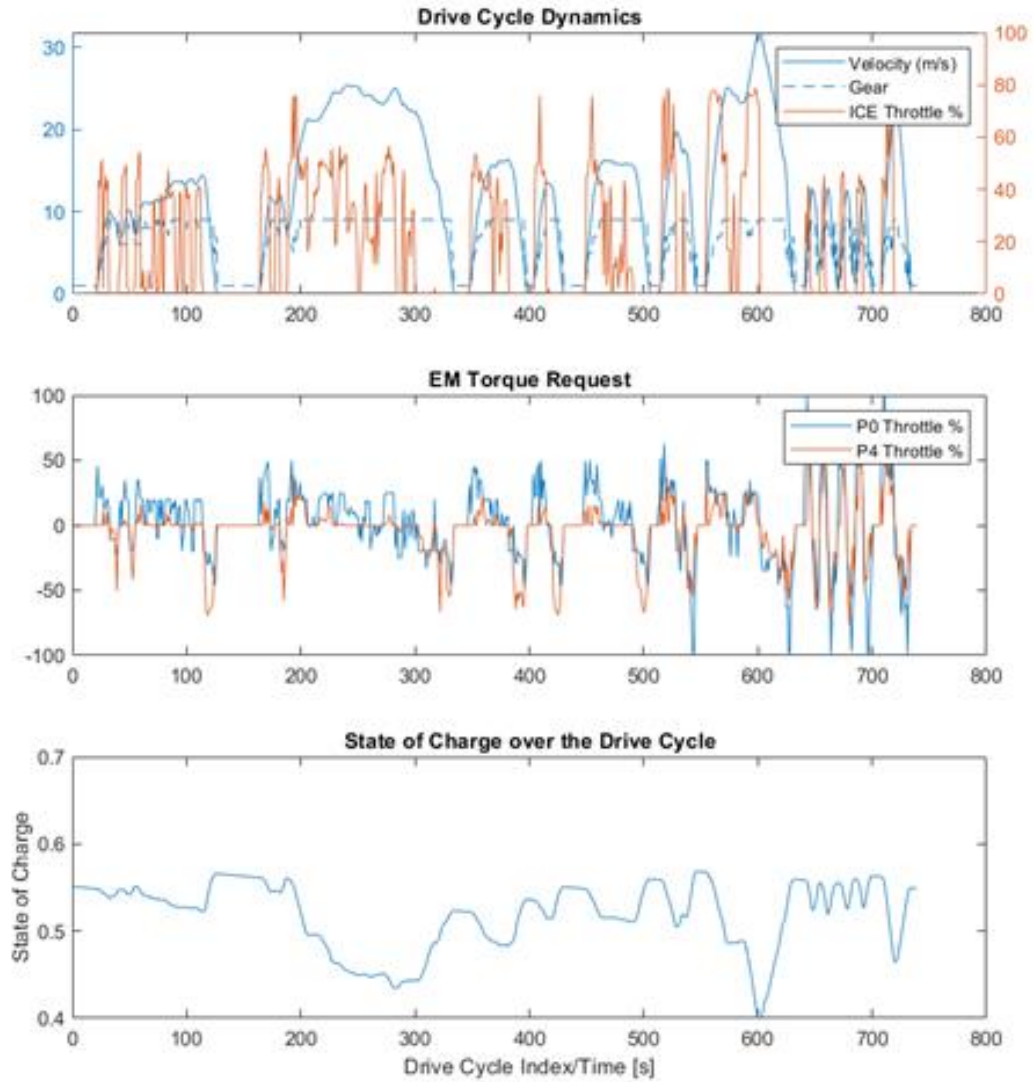 Drive Cycle Dynamics
30
20
10
0
100
80
60
40
20
0
Velocity (m/s)
Gear
ICE Throttle %
0 100 200 300 400 500 600 700 800
EM Torque Request
100
50
0
-50
-100
P0 Throttle %
P4 Throttle %
0 100 200 300 400 500 600 700 800
State of Charge over the Drive Cycle
State of Charge
0.7
0.6
0.5
0.4
0 100 200 300 400 500 600 700 800
Drive Cycle Index/Time [s]